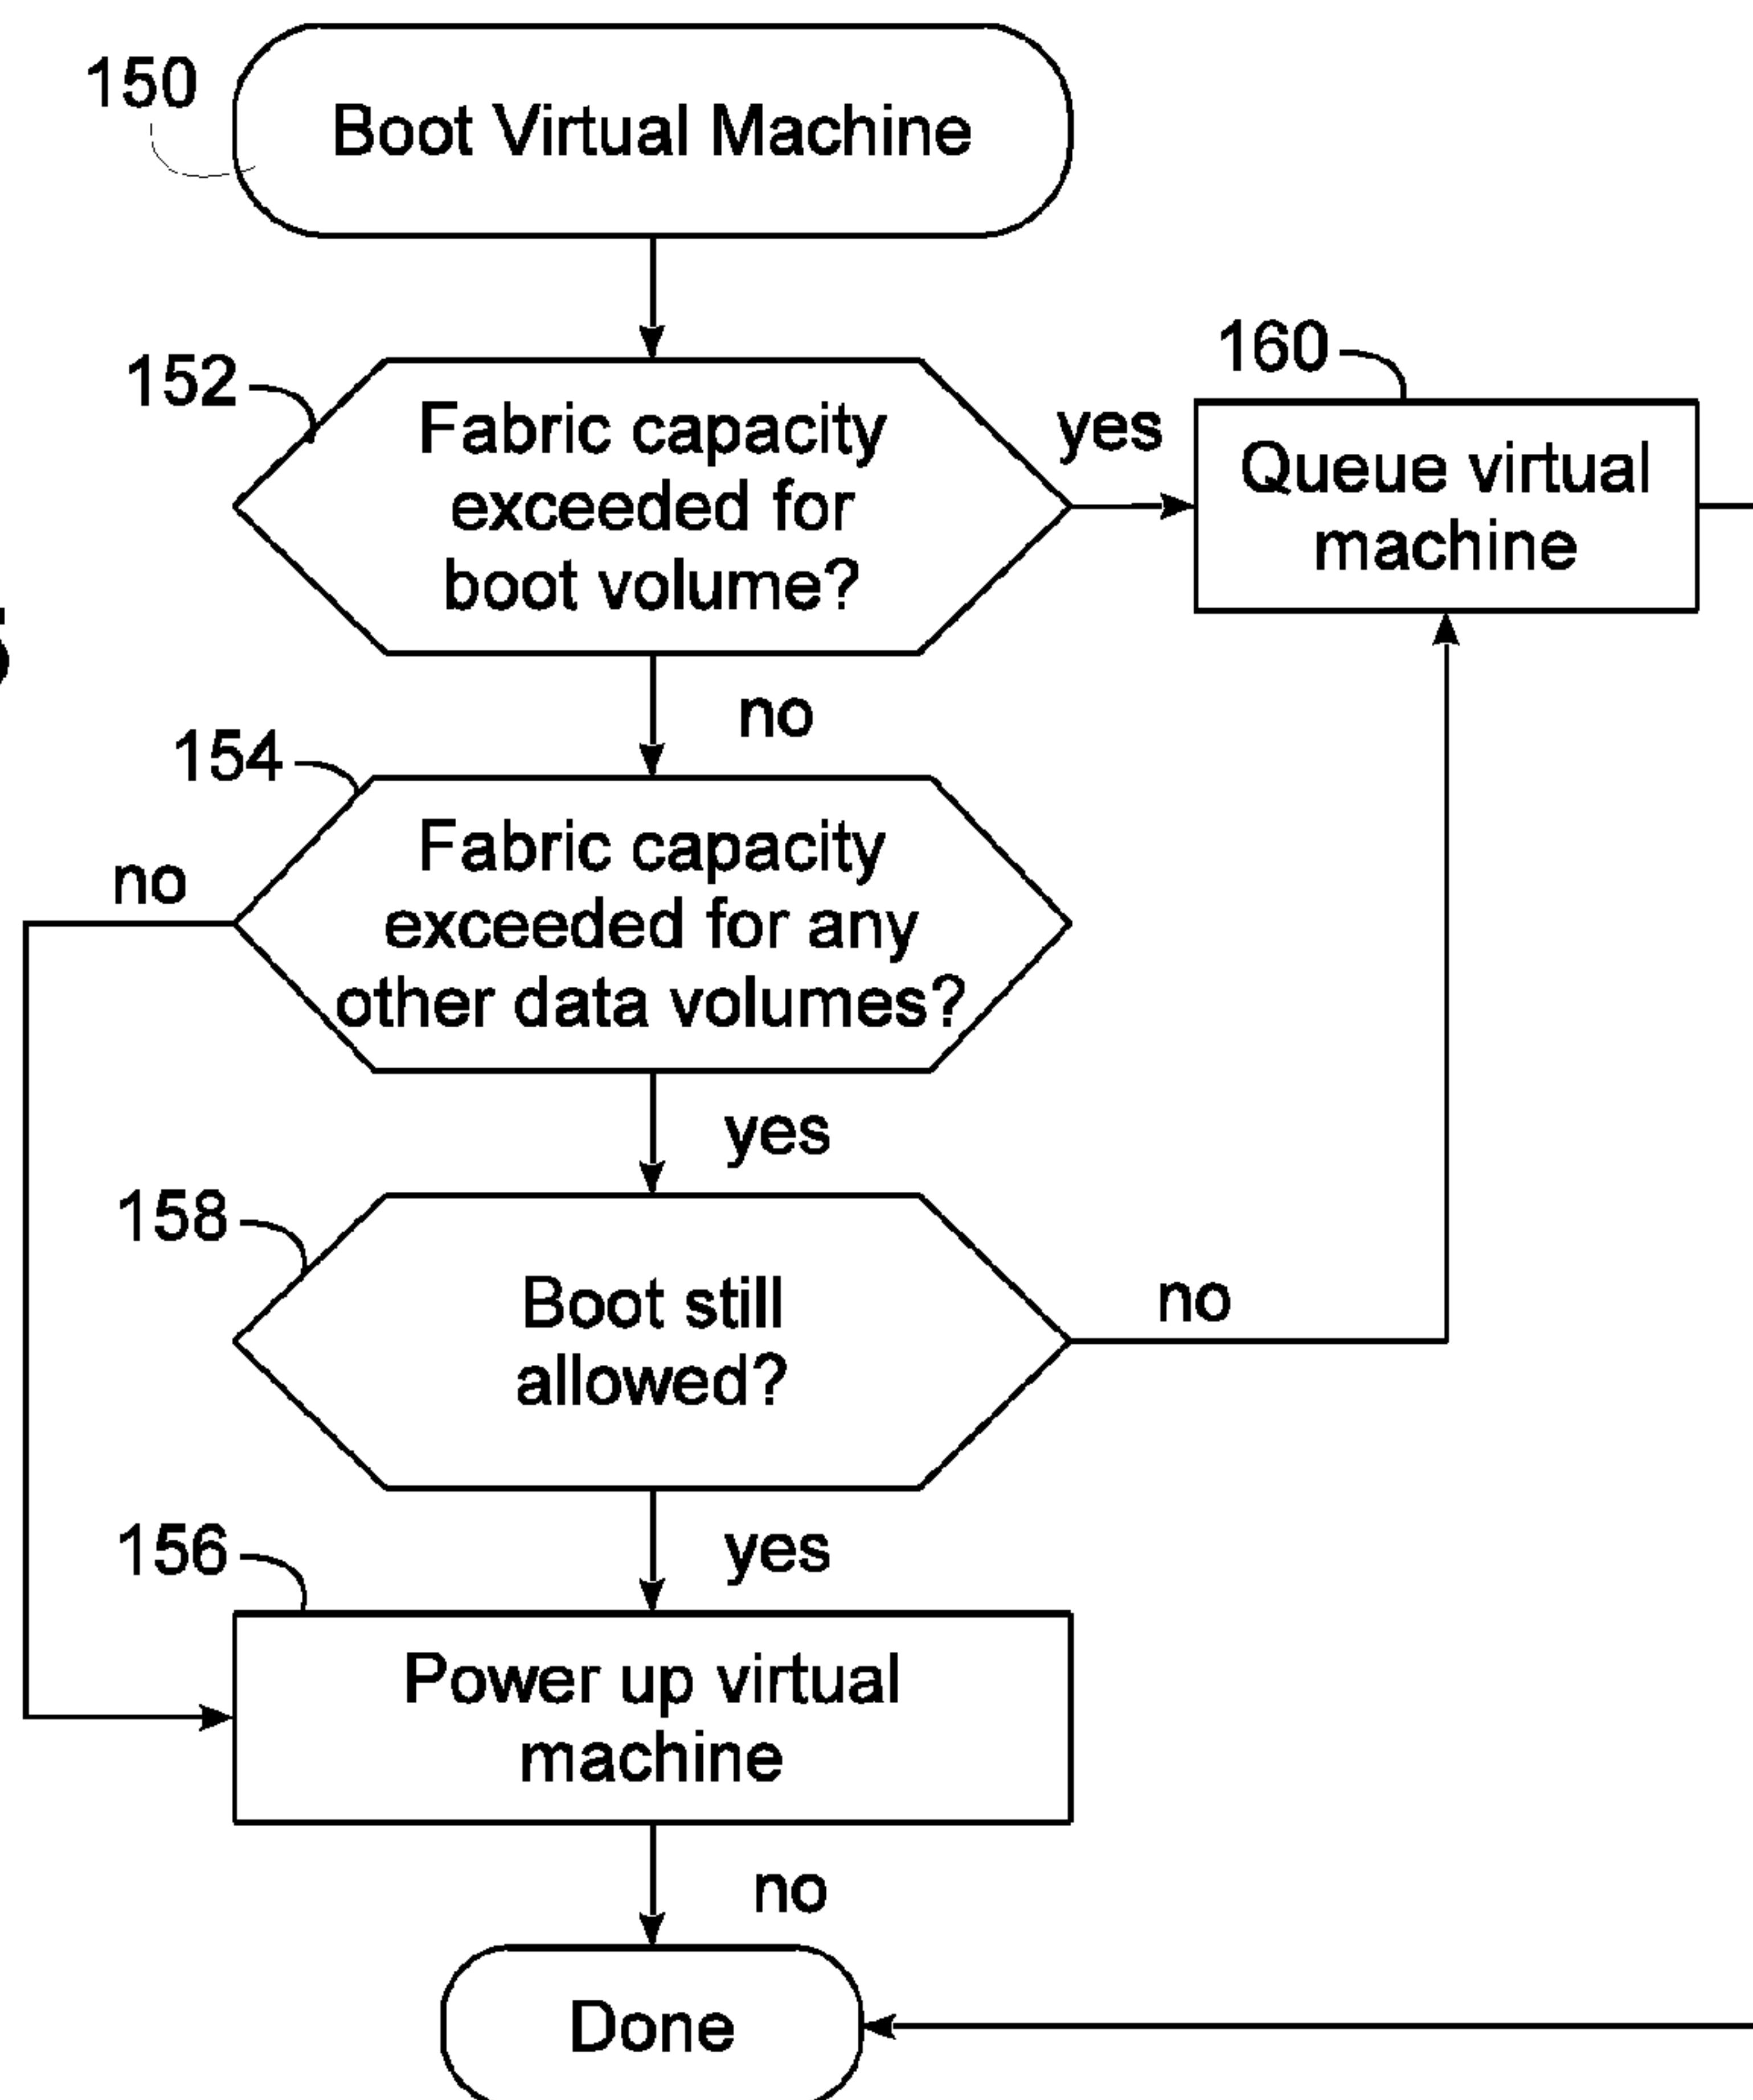 150
Boot Virtual Machine
152
Fabric capacity
exceeded for
boot volume?
yes
160
Queue virtual
machine
no
154
Fabric capacity
exceeded for any
other data volumes?
no
yes
158
Boot still
allowed?
no
yes
156
Power up virtual
machine
no
Done